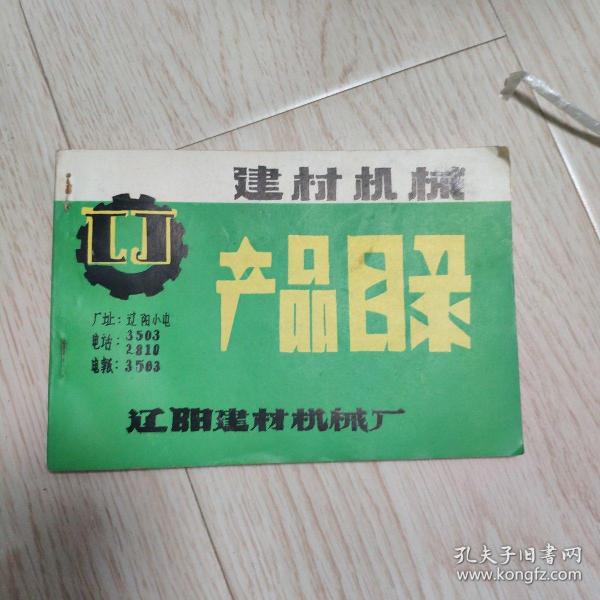 建材机械
LJ
产品目录
厂址：辽阳小屯
电话：3503
2810
电报：3503
辽阳建材机械厂
孔夫子旧书网
www.kongfz.com